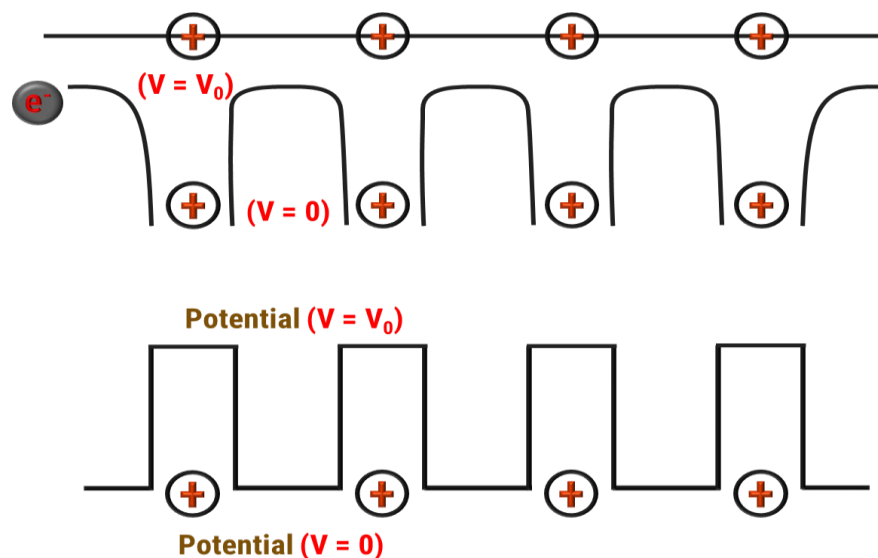 (V = V₀)
e⁻
(V = 0)
Potential (V = V₀)
Potential (V = 0)